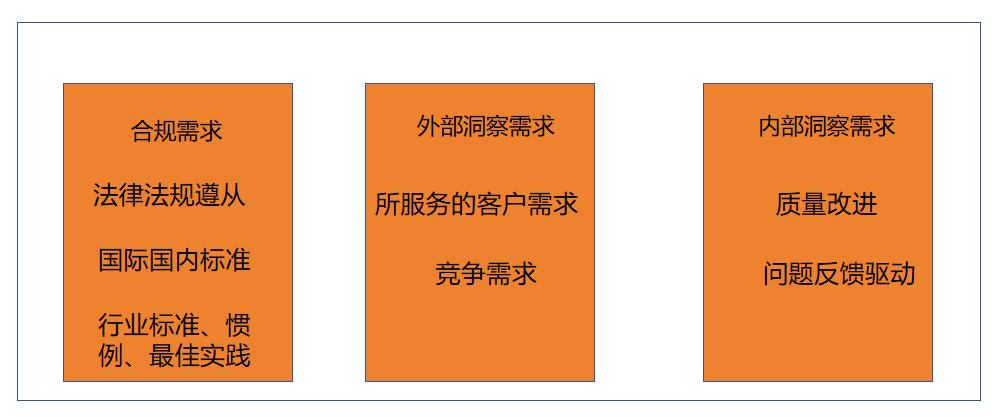 合规需求
法律法规遵从
国际国内标准
行业标准、惯
例、最佳实践
外部洞察需求
所服务的客户需求
竞争需求
内部洞察需求
质量改进
问题反馈驱动